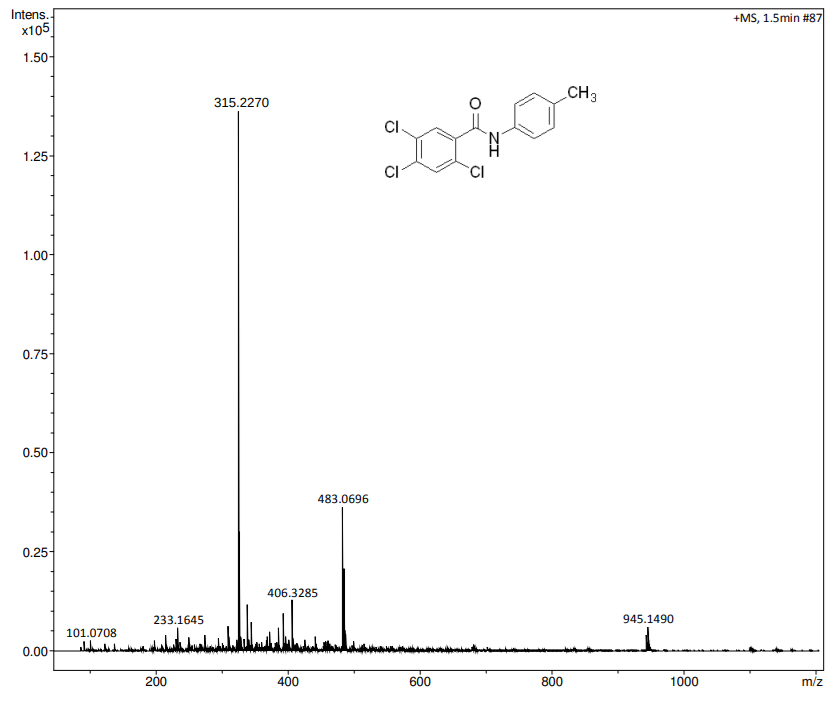 Intens.
x10⁵
+MS, 1.5min #87
1.50
1.25
1.00
0.75
0.50
0.25
0.00
315.2270
483.0696
406.3285
233.1645
101.0708
945.1490
O
CH₃
Cl
N
H
Cl
Cl
200
400
600
800
1000
m/z